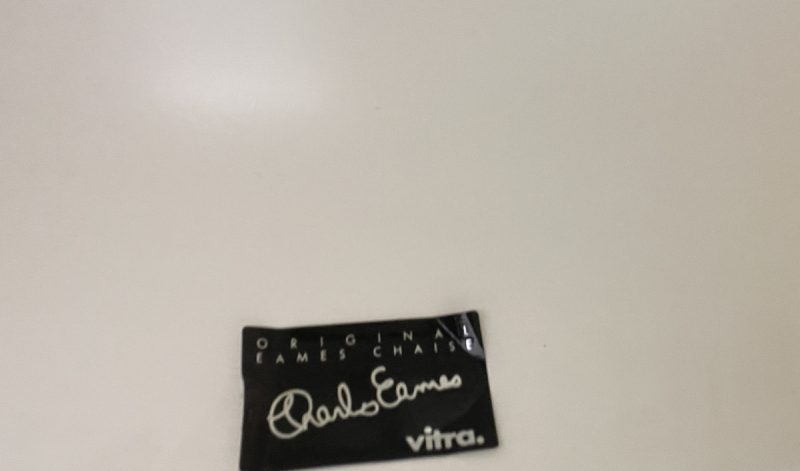 ORIGINAL
EAMES CHAISE
Charles Eames
vitra.